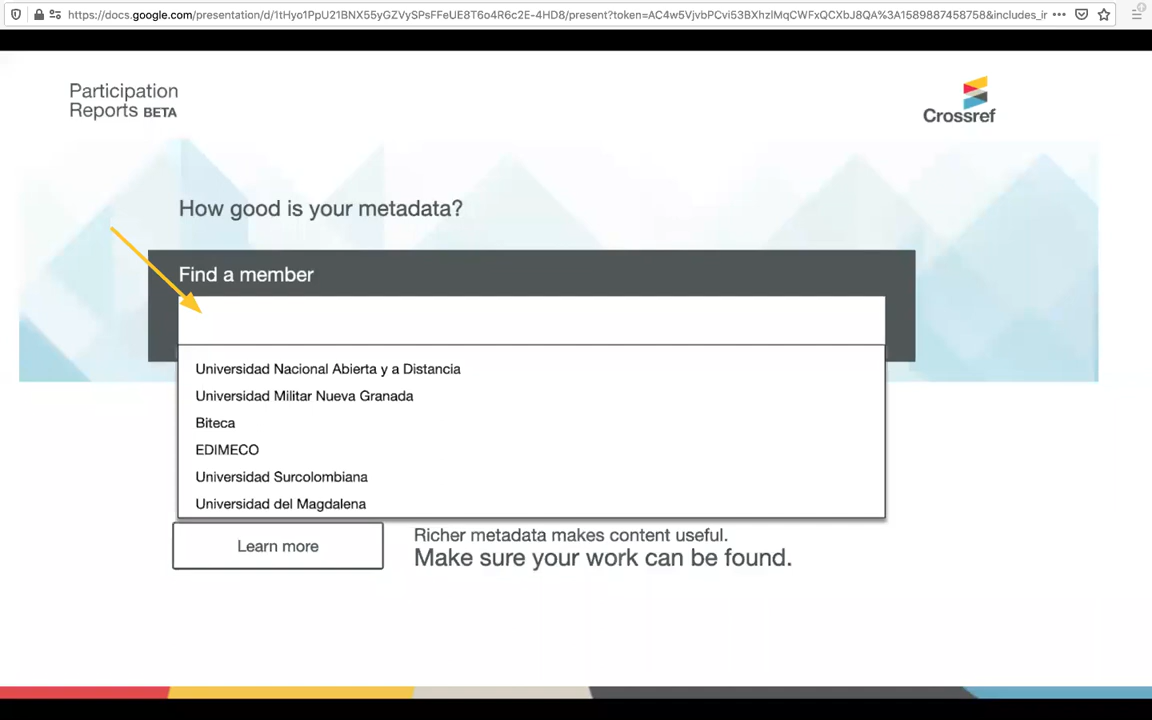 https://docs.google.com/presentation/d/1tHyo1PpU21BNX55yGZVySPsFFeUE8T6o4R6c2E-4HD8/present?token=AC4w5VjvbPCvi53BXhzlMqCWFxQCXbJ8QA%3A1589887458758&includes_ir
Participation
Reports BETA
Crossref
How good is your metadata?
Find a member
Universidad Nacional Abierta y a Distancia
Universidad Militar Nueva Granada
Biteca
EDIMECO
Universidad Surcolombiana
Universidad del Magdalena
Learn more
Richer metadata makes content useful.
Make sure your work can be found.